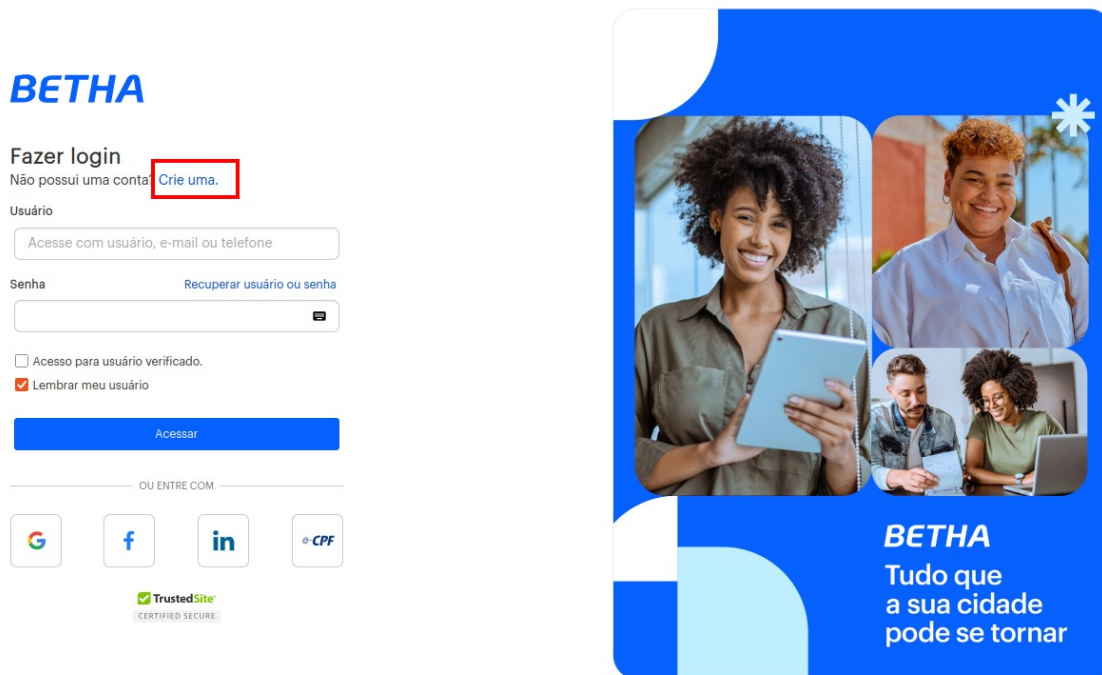 BETHA
Fazer login
Não possui uma conta? Crie uma.
Usuário
Acesse com usuário, e-mail ou telefone
Senha Recuperar usuário ou senha
Acesso para usuário verificado.
Lembrar meu usuário
Acessar
OU ENTRE COM
G f in e-CPF
TrustedSite
CERTIFIED SECURE
BETHA
Tudo que
a sua cidade
pode se tornar